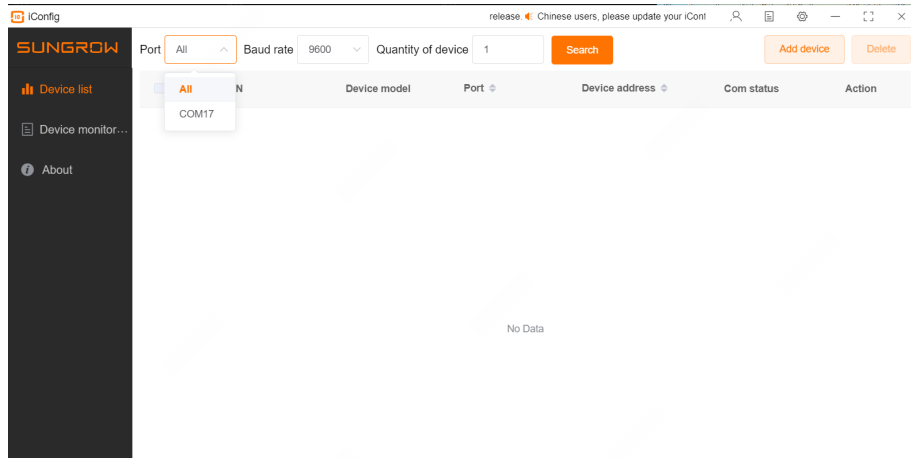 iConfig
release. Chinese users, please update your iConf
SUNGROW
Port All Baud rate 9600 Quantity of device 1 Search Add device Delete
Device list
All
N Device model Port Device address Com status Action
COM17
Device monitor...
About
No Data